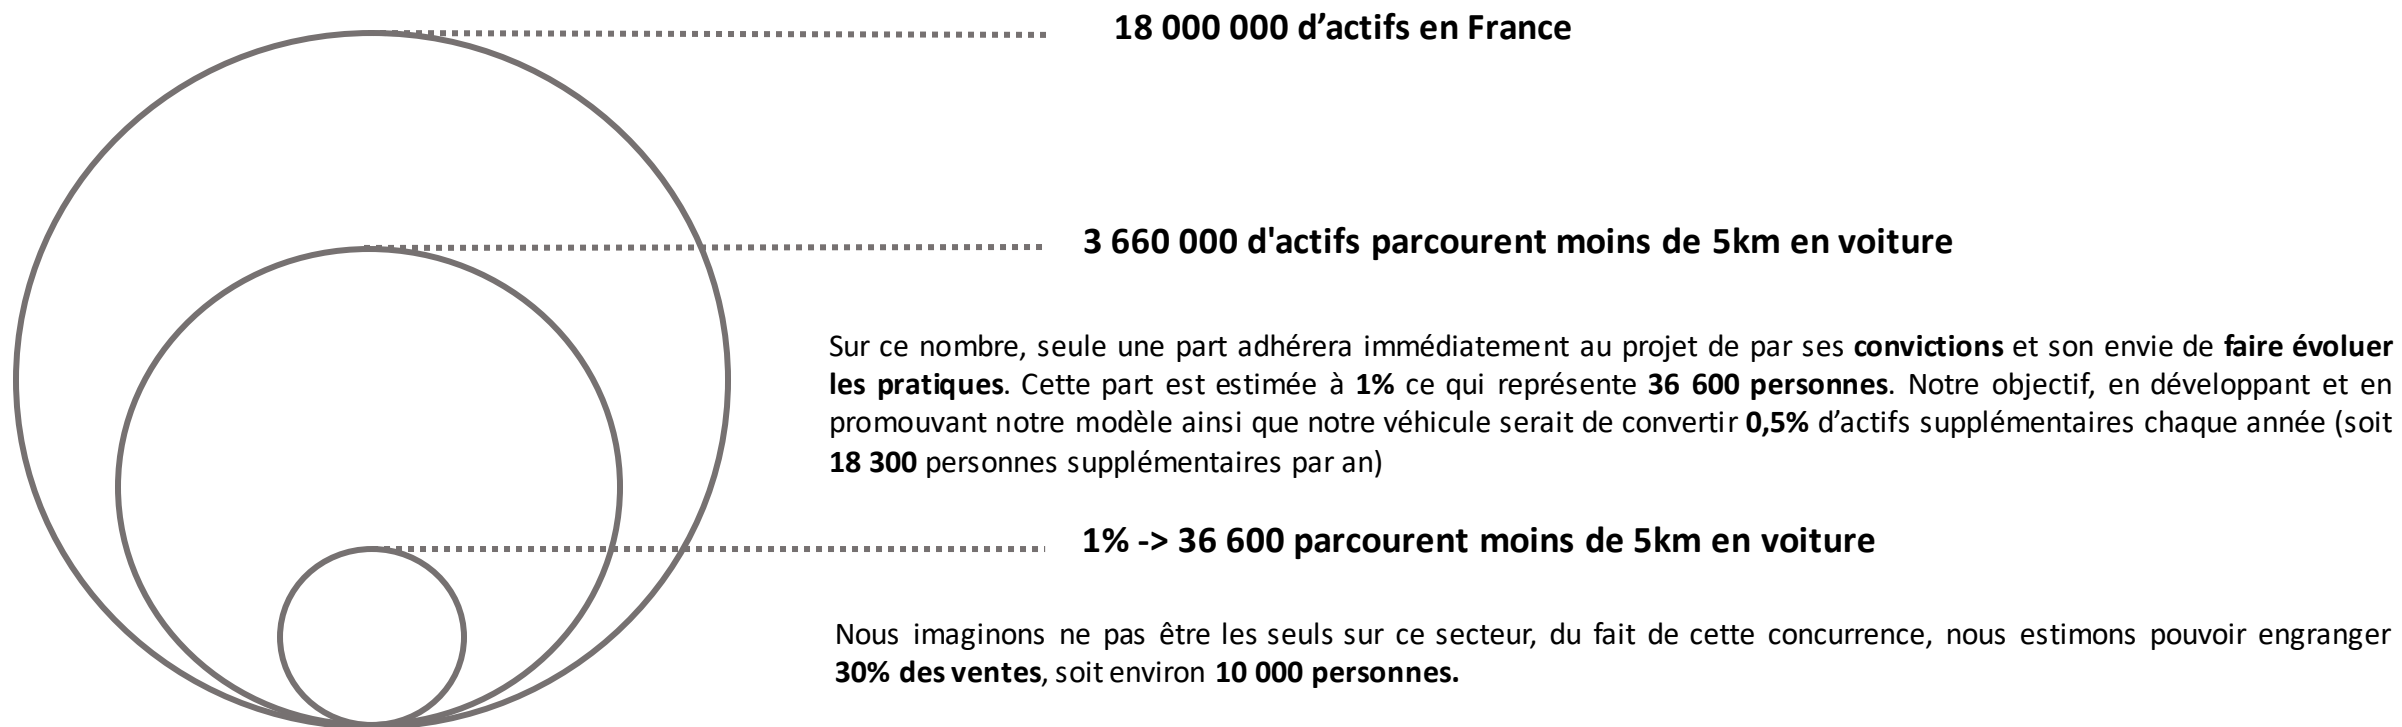 18 000 000 d’actifs en France
3 660 000 d'actifs parcourent moins de 5km en voiture
Sur ce nombre, seule une part adhérera immédiatement au projet de par ses convictions et son envie de faire évoluer
les pratiques. Cette part est estimée à 1% ce qui représente 36 600 personnes. Notre objectif, en développant et en
promouvant notre modèle ainsi que notre véhicule serait de convertir 0,5% d’actifs supplémentaires chaque année (soit
18 300 personnes supplémentaires par an)
1% -> 36 600 parcourent moins de 5km en voiture
Nous imaginons ne pas être les seuls sur ce secteur, du fait de cette concurrence, nous estimons pouvoir engranger
30% des ventes, soit environ 10 000 personnes.